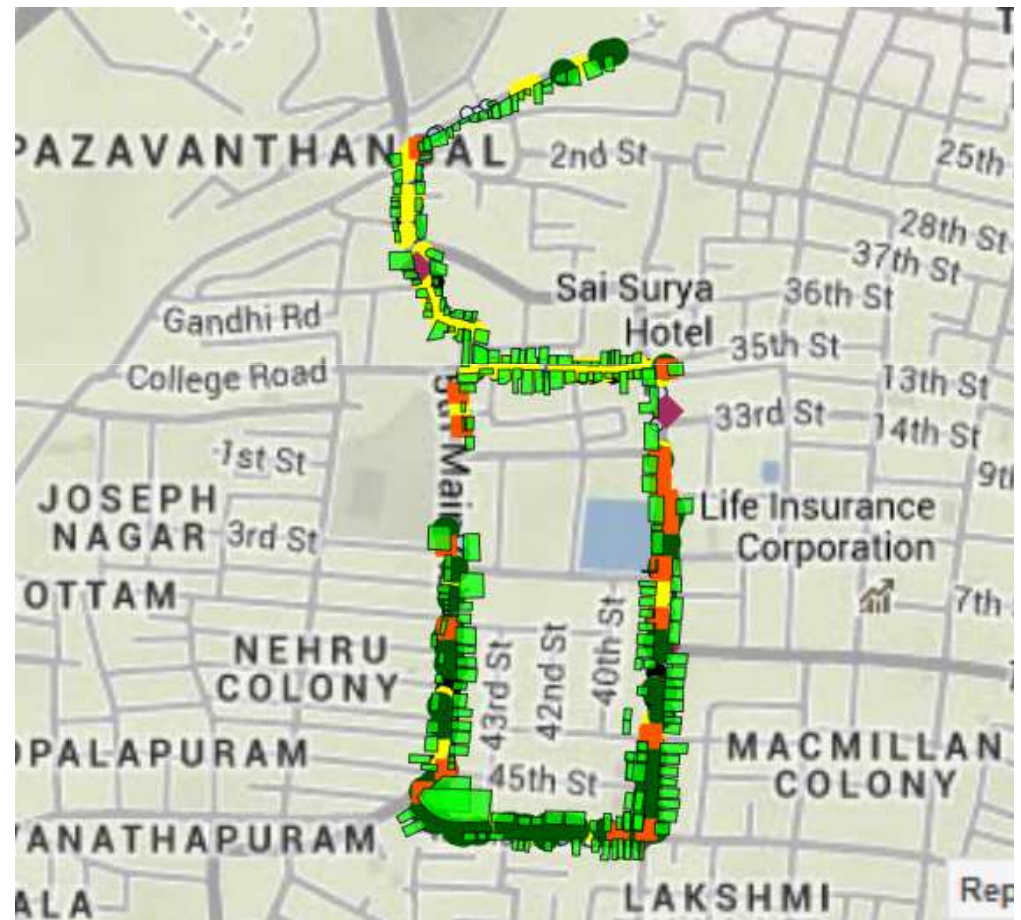 PAZAVANTHAN AL
2nd St
25th
28th St
37th St
Sai Surya
Hotel
36th St
Gandhi Rd
35th St
College Road
13th St
33rd St
14th St
1st St
9th
Main
JOSEPH
NAGAR
3rd St
Life Insurance
Corporation
OTTAM
7th
NEHRU
COLONY
43rd St
42nd St
40th St
OPALAPURAM
MACMILLAN
COLONY
45th St
ANATHAPURAM
ALA
LAKSHMI
Rep